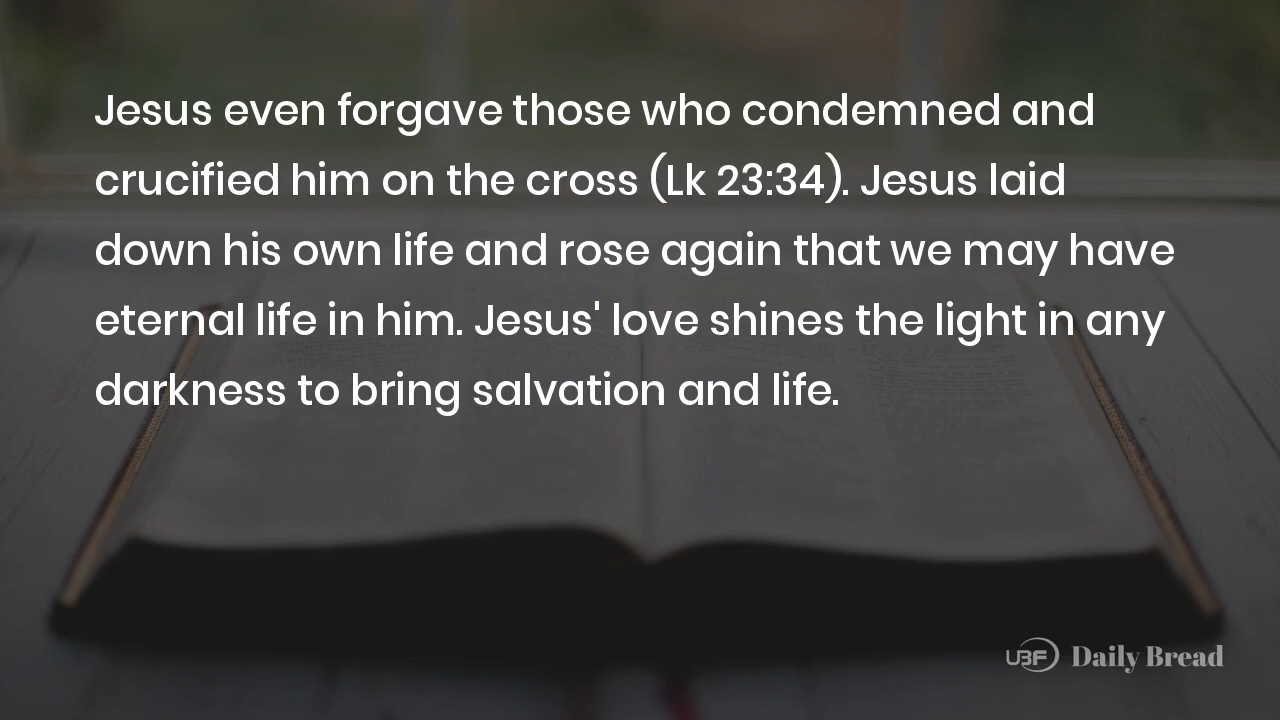 Jesus even forgave those who condemned and
crucified him on the cross (Lk 23:34). Jesus laid
down his own life and rose again that we may have
eternal life in him. Jesus' love shines the light in any
darkness to bring salvation and life.
UBF Daily Bread